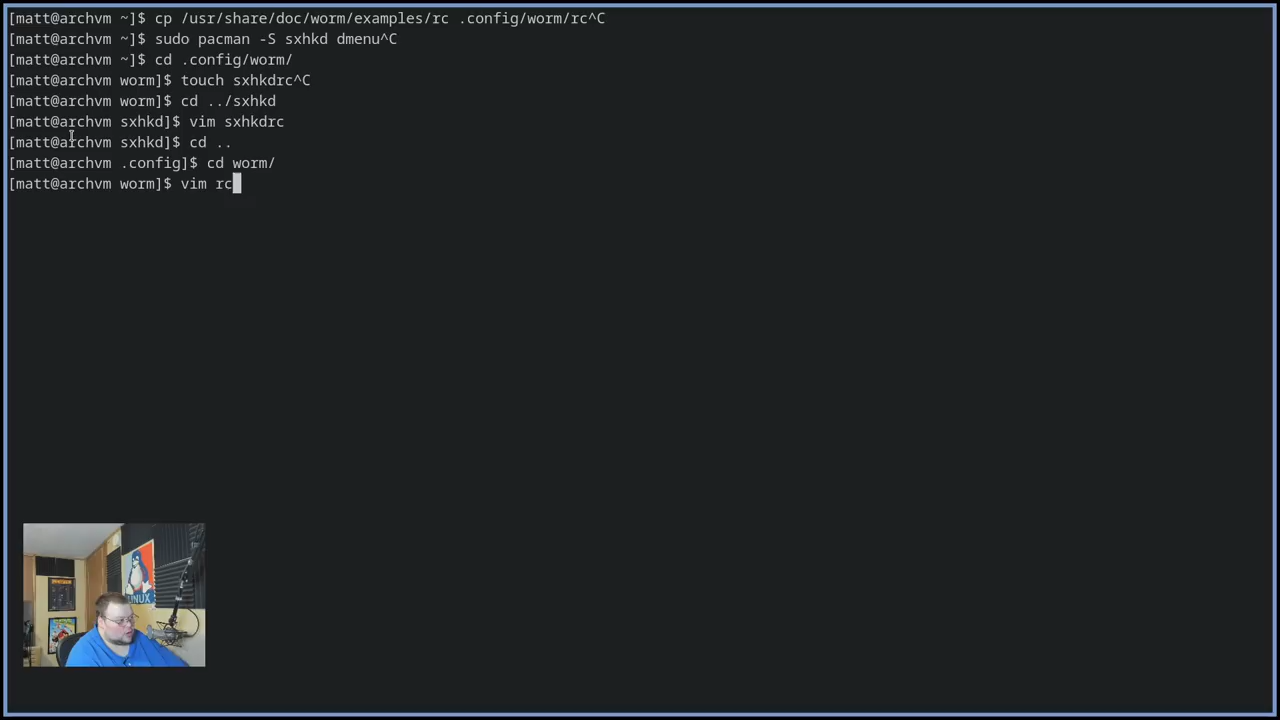 [matt@archvm ~]$ cp /usr/share/doc/worm/examples/rc .config/worm/rc^C
[matt@archvm ~]$ sudo pacman -S sxhkd dmenu^C
[matt@archvm ~]$ cd .config/worm/
[matt@archvm worm]$ touch sxhkdrc^C
[matt@archvm worm]$ cd ../sxhkd
[matt@archvm sxhkd]$ vim sxhkdrc
[matt@archvm sxhkd]$ cd ..
[matt@archvm .config]$ cd worm/
[matt@archvm worm]$ vim rc
LINUX